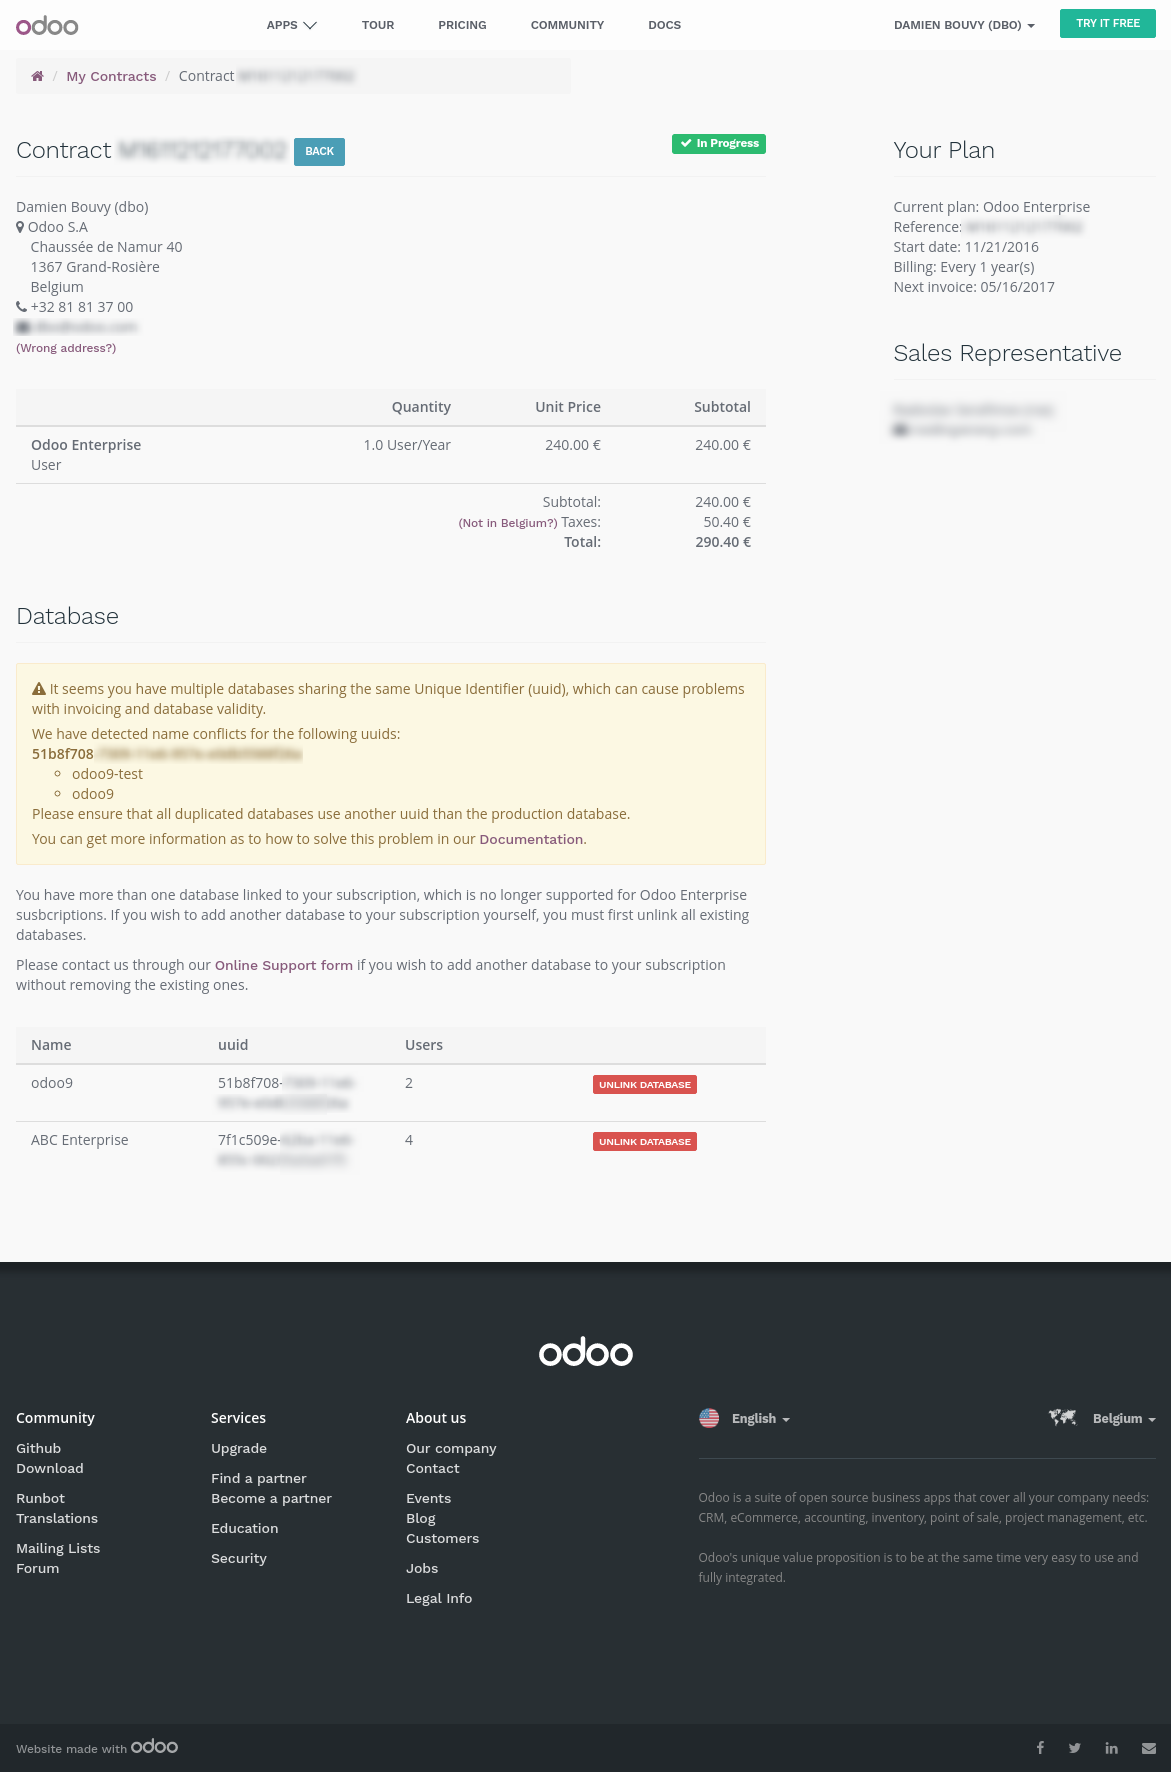 odoo
APPS TOUR PRICING COMMUNITY DOCS DAMIEN BOUVY (DBO) TRY IT FREE
/ My Contracts / Contract
Contract BACK
In Progress
Your Plan
Damien Bouvy (dbo)
Odoo S.A
Chaussée de Namur 40
1367 Grand-Rosière
Belgium
+32 81 81 37 00
(Wrong address?)
Current plan: Odoo Enterprise
Reference:
Start date: 11/21/2016
Billing: Every 1 year(s)
Next invoice: 05/16/2017
Sales Representative
Quantity Unit Price Subtotal
Odoo Enterprise 1.0 User/Year 240.00 € 240.00 €
User
Subtotal: 240.00 €
(Not in Belgium?) Taxes: 50.40 €
Total: 290.40 €
Database
It seems you have multiple databases sharing the same Unique Identifier (uuid), which can cause problems
with invoicing and database validity.
We have detected name conflicts for the following uuids:
51b8f708
odoo9-test
odoo9
Please ensure that all duplicated databases use another uuid than the production database.
You can get more information as to how to solve this problem in our Documentation.
You have more than one database linked to your subscription, which is no longer supported for Odoo Enterprise
susbcriptions. If you wish to add another database to your subscription yourself, you must first unlink all existing
databases.
Please contact us through our Online Support form if you wish to add another database to your subscription
without removing the existing ones.
Name uuid Users
odoo9 51b8f708- 2 UNLINK DATABASE
ABC Enterprise 7f1c509e- 4 UNLINK DATABASE
odoo
Community
Github
Download
Runbot
Translations
Mailing Lists
Forum
Services
Upgrade
Find a partner
Become a partner
Education
Security
About us
Our company
Contact
Events
Blog
Customers
Jobs
Legal Info
English Belgium
Odoo is a suite of open source business apps that cover all your company needs:
CRM, eCommerce, accounting, inventory, point of sale, project management, etc.
Odoo's unique value proposition is to be at the same time very easy to use and
fully integrated.
Website made with odoo